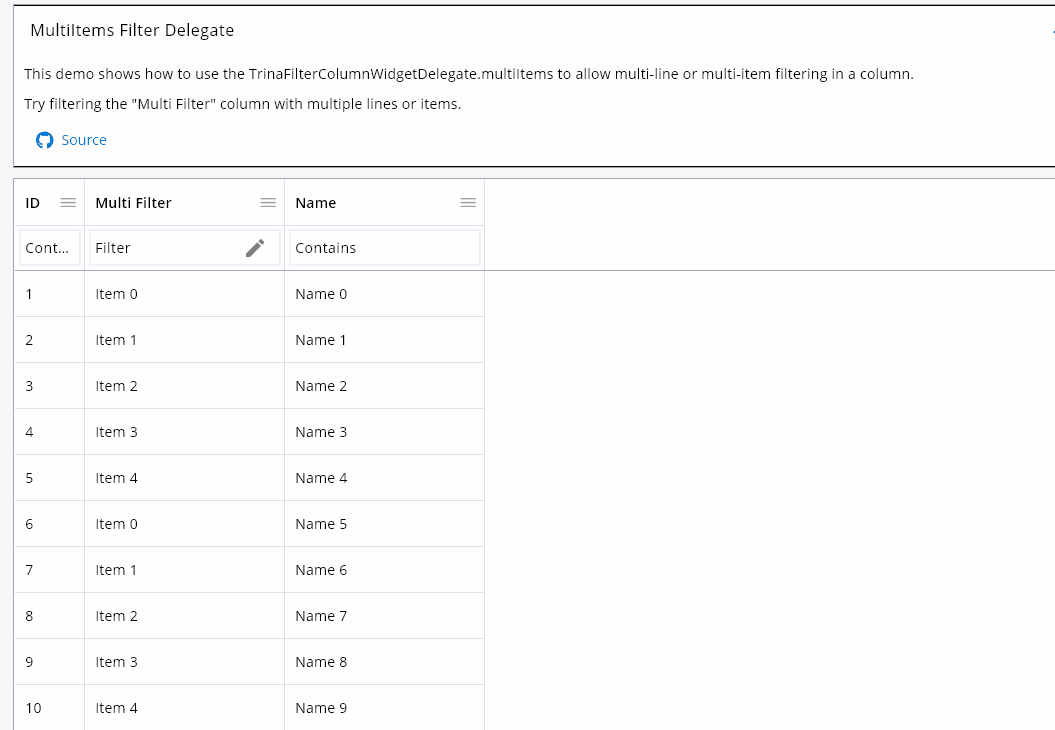 MultiItems Filter Delegate
This demo shows how to use the TrinaFilterColumnWidgetDelegate.multiItems to allow multi-line or multi-item filtering in a column.
Try filtering the "Multi Filter" column with multiple lines or items.
Source
ID Multi Filter Name
Cont... Filter Contains
1 Item 0 Name 0
2 Item 1 Name 1
3 Item 2 Name 2
4 Item 3 Name 3
5 Item 4 Name 4
6 Item 0 Name 5
7 Item 1 Name 6
8 Item 2 Name 7
9 Item 3 Name 8
10 Item 4 Name 9